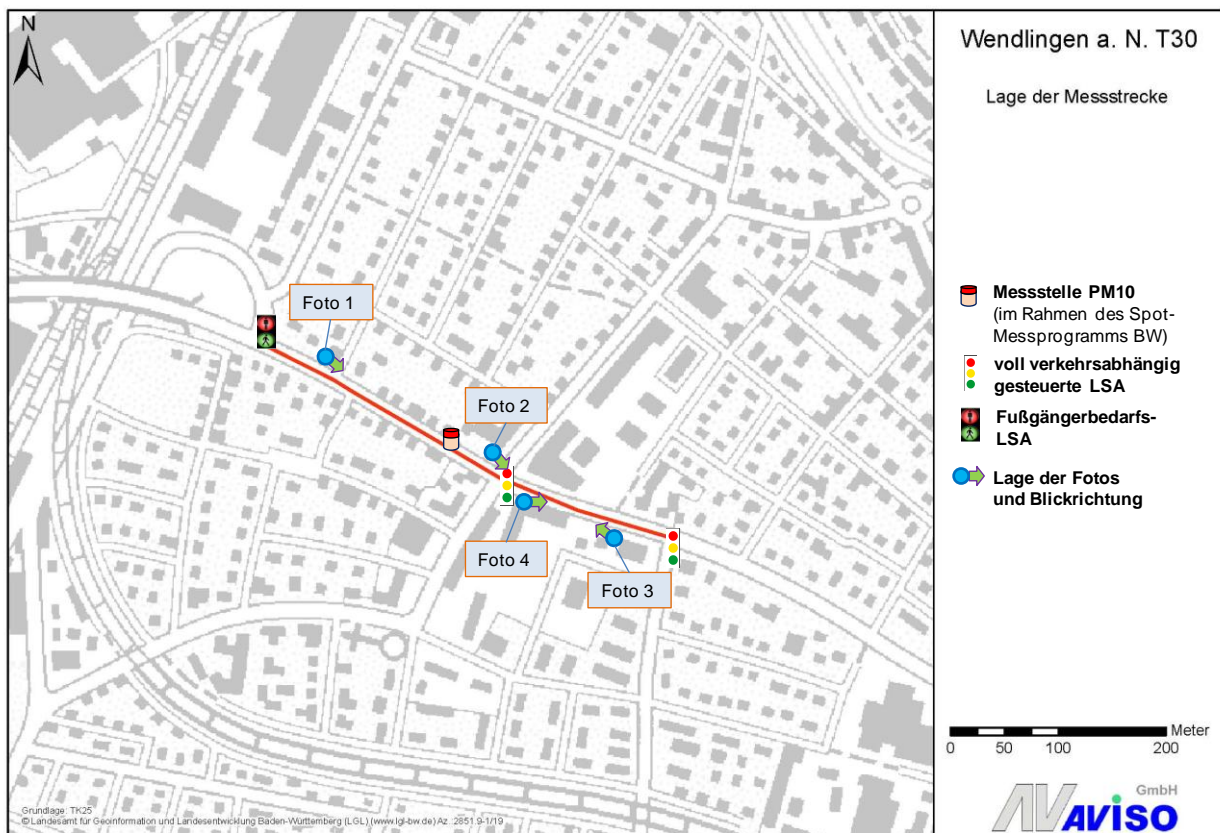 N
Foto 1
Foto 2
Foto 4
Foto 3
Grundlage: TK25
© Landesamt für Geoinformation und Landesentwicklung Baden-Württemberg (LGL) (www.lgl-bw.de) Az.: 2851.9-1/19
Wendlingen a. N. T30
Lage der Messstrecke
Messstelle PM10
(im Rahmen des Spot-
Messprogramms BW)
voll verkehrsabhängig
gesteuerte LSA
Fußgängerbedarfs-
LSA
Lage der Fotos
und Blickrichtung
Meter
0 50 100 200
GmbH
AVISO